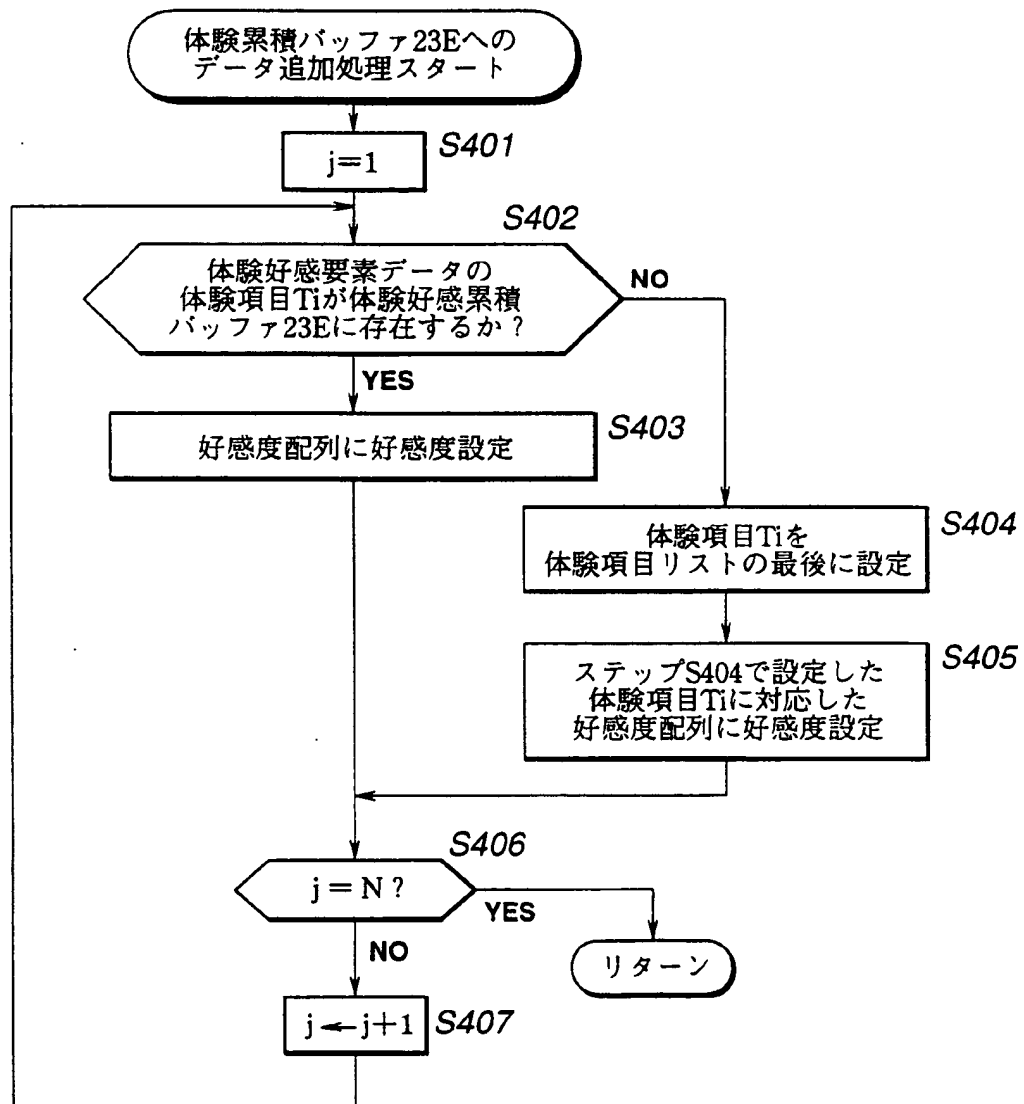 体験累積バッファ23Eへの
データ追加処理スタート
j=1
S401
S402
体験好感要素データの
体験項目Tiが体験好感累積
バッファ23Eに存在するか？
NO
YES
好感度配列に好感度設定
S403
体験項目Tiを
体験項目リストの最後に設定
S404
ステップS404で設定した
体験項目Tiに対応した
好感度配列に好感度設定
S405
S406
j = N ?
YES
NO
リターン
j←j+1
S407